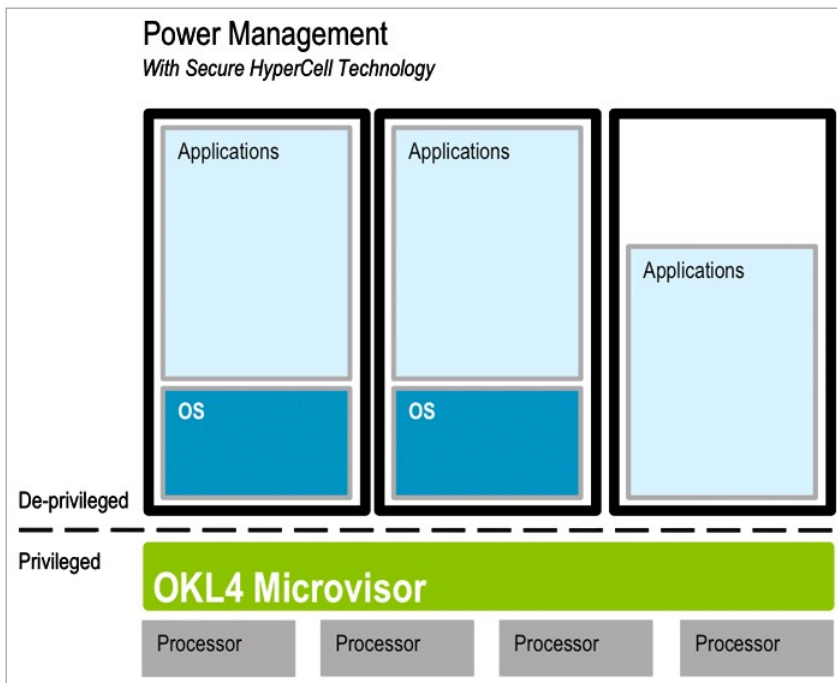 Power Management
With Secure HyperCell Technology
Applications
Applications
Applications
OS
OS
De-privileged
Privileged
OKL4 Microvisor
Processor
Processor
Processor
Processor